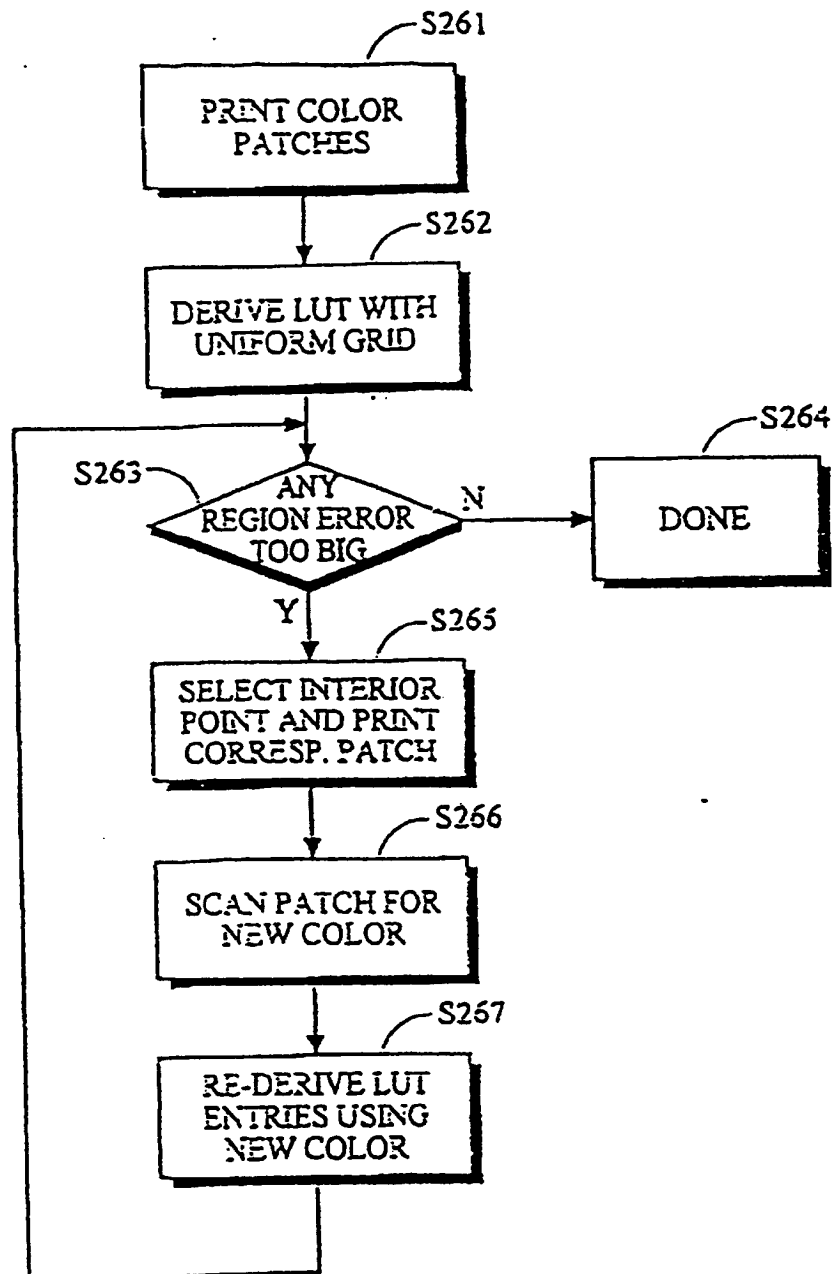 S261
PRINT COLOR
PATCHES
S262
DERIVE LUT WITH
UNIFORM GRID
S263
ANY
REGION ERROR
TOO BIG
N
S264
DONE
Y
S265
SELECT INTERIOR
POINT AND PRINT
CORRESP. PATCH
S266
SCAN PATCH FOR
NEW COLOR
S267
RE-DERIVE LUT
ENTRIES USING
NEW COLOR